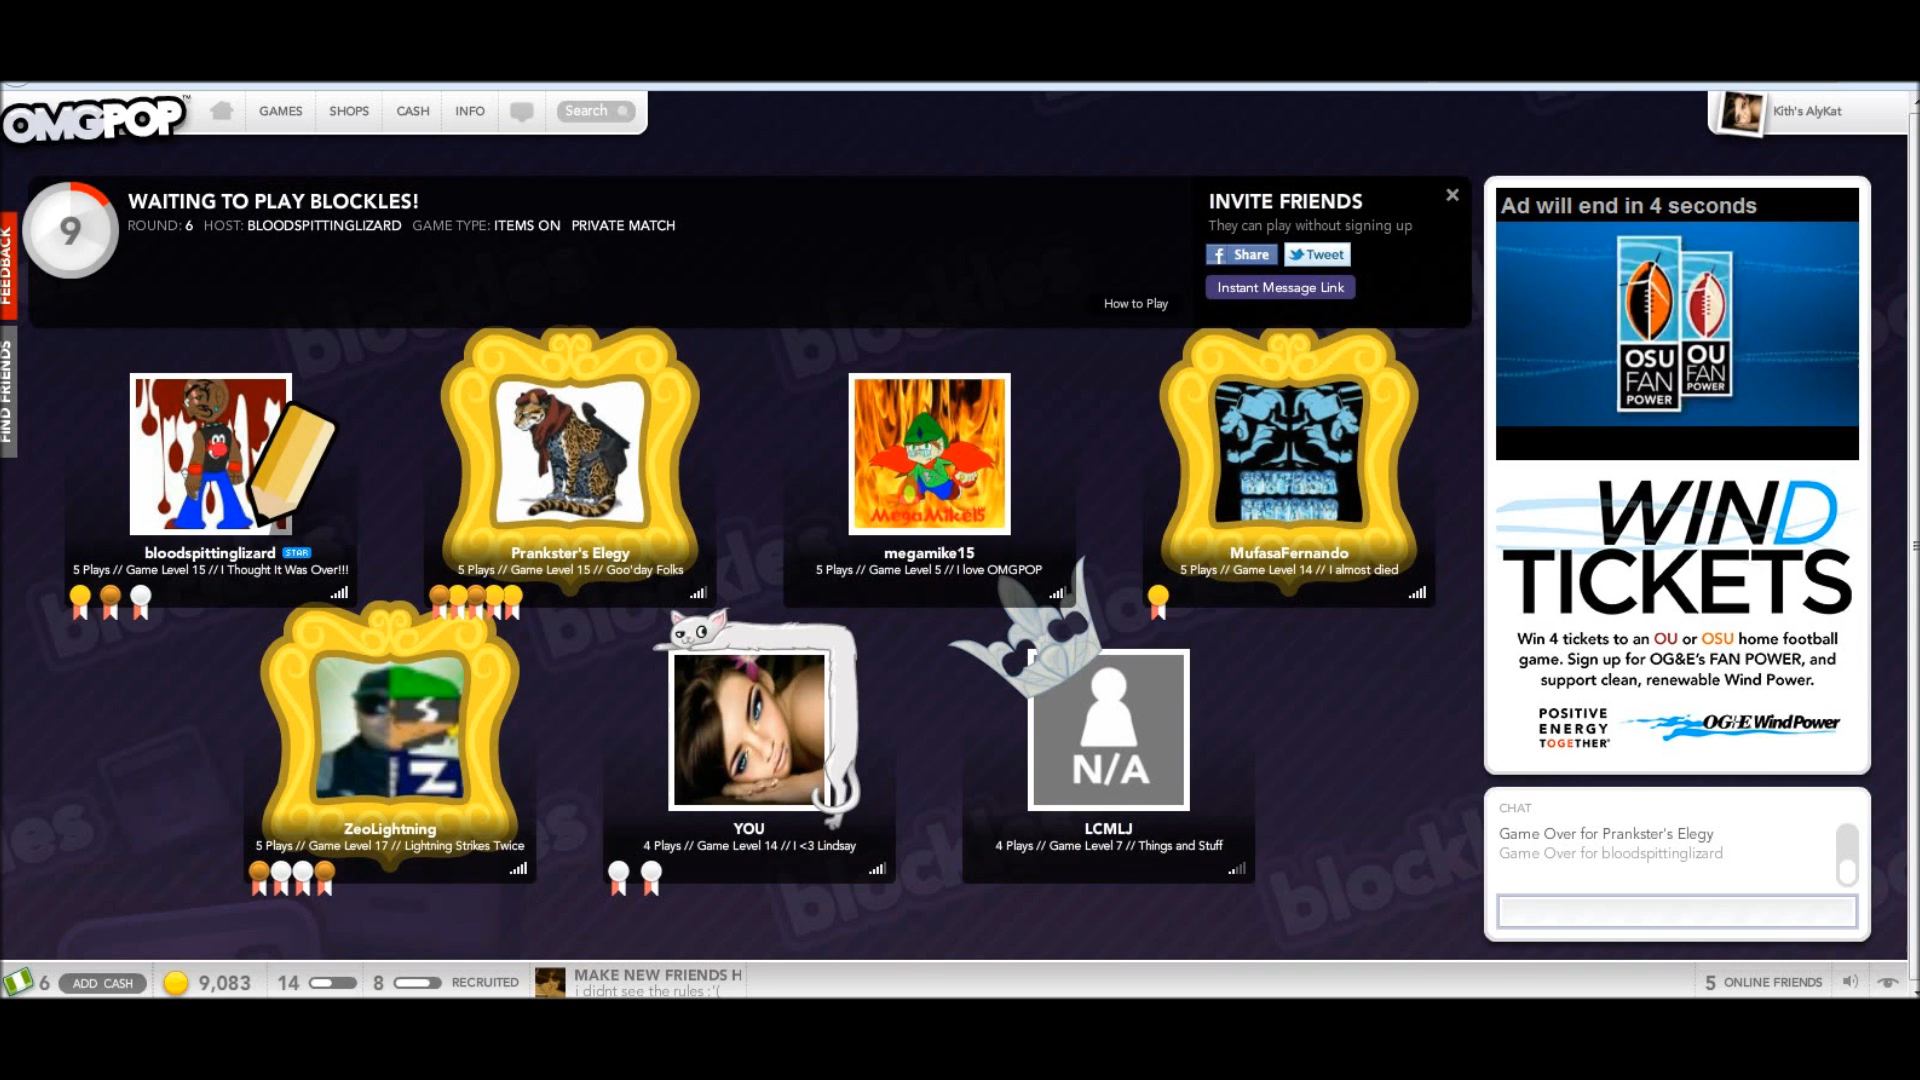 OMGPOP™
GAMES
SHOPS
CASH
INFO
Search
Kith's AlyKat
FEEDBACK
FIND FRIENDS
9
WAITING TO PLAY BLOCKLES!
ROUND: 6 HOST: BLOODSPITTINGLIZARD GAME TYPE: ITEMS ON PRIVATE MATCH
How to Play
INVITE FRIENDS
They can play without signing up
f Share
Tweet
Instant Message Link
Ad will end in 4 seconds
OSU
FAN
POWER
OU
FAN
POWER
WIND
TICKETS
Win 4 tickets to an OU or OSU home football
game. Sign up for OG&E's FAN POWER, and
support clean, renewable Wind Power.
POSITIVE
ENERGY
TOGETHER®
OG&E WindPower
MegaMike15
bloodspittinglizard STAR
5 Plays // Game Level 15 // I Thought It Was Over!!!
Prankster's Elegy
5 Plays // Game Level 15 // Goo'day Folks
megamike15
5 Plays // Game Level 5 // I love OMGPOP
MufasaFernando
5 Plays // Game Level 14 // I almost died
S
Z
N/A
ZeoLightning
5 Plays // Game Level 17 // Lightning Strikes Twice
YOU
4 Plays // Game Level 14 // I <3 Lindsay
LCMLJ
4 Plays // Game Level 7 // Things and Stuff
CHAT
Game Over for Prankster's Elegy
Game Over for bloodspittinglizard
6
ADD CASH
9,083
14
8
RECRUITED
MAKE NEW FRIENDS H
i didnt see the rules :'(
5 ONLINE FRIENDS